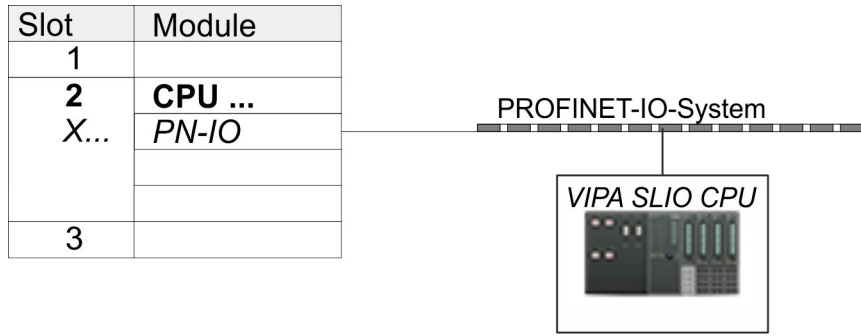 Slot Module
1
2 CPU ...
X... PN-IO
3
PROFINET-IO-System
VIPA SLIO CPU